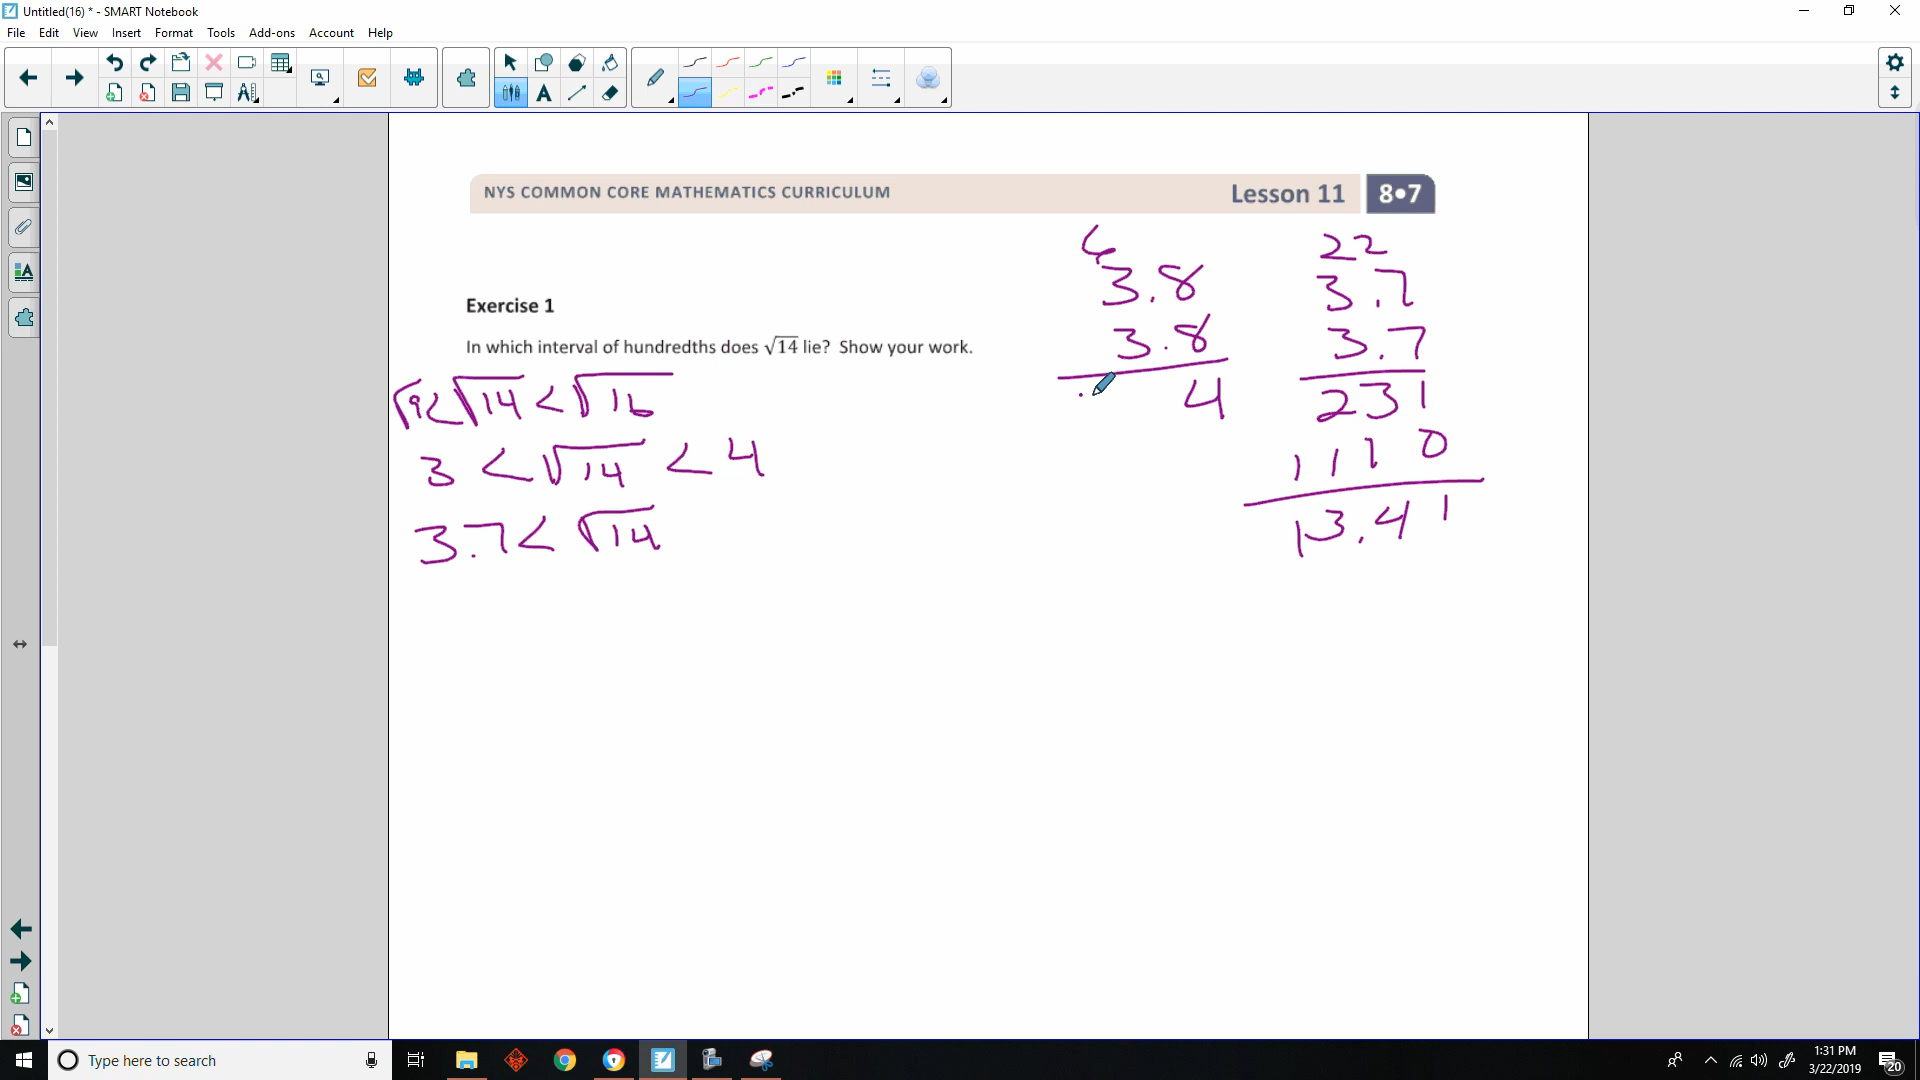 Untitled(16) * - SMART Notebook
File Edit View Insert Format Tools Add-ons Account Help
NYS COMMON CORE MATHEMATICS CURRICULUM Lesson 11 8•7
6
3.8
3.8
4
22
3.7
3.7
231
1110
13.41
Exercise 1
In which interval of hundredths does √14 lie? Show your work.
√9<√14<√16
3<√14<4
3.7<√14
Type here to search
1:31 PM
3/22/2019
20